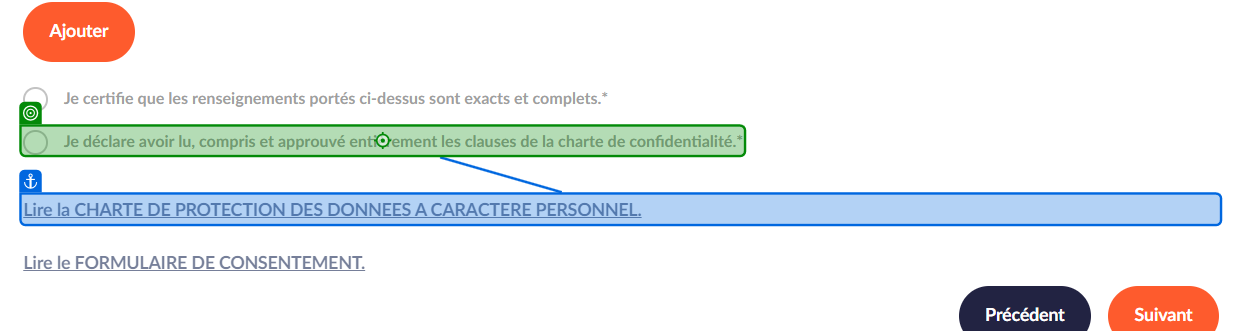 Ajouter
Je certifie que les renseignements portés ci-dessus sont exacts et complets.*
Je déclare avoir lu, compris et approuvé entièrement les clauses de la charte de confidentialité.*
Lire la CHARTE DE PROTECTION DES DONNEES A CARACTERE PERSONNEL.
Lire le FORMULAIRE DE CONSENTEMENT.
Précédent Suivant